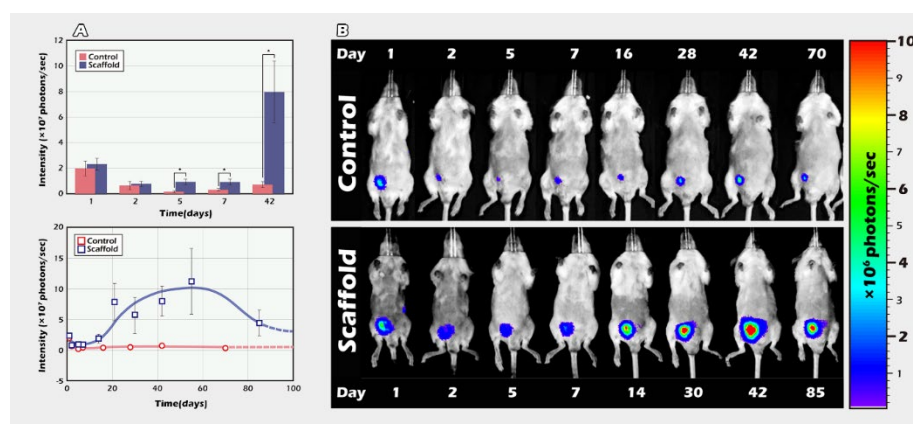 A
Intensity (×10⁷ photons/sec)
12
10
8
6
4
2
0
Control
Scaffold
*
*
*
1 2 5 7 42
Time(days)
Intensity (×10⁷ photons/sec)
20
15
10
5
0
-5
Control
Scaffold
0 20 40 60 80 100
Time(days)
B
Day 1 2 5 7 16 28 42 70
Control
Scaffold
Day 1 2 5 7 14 30 42 85
10
9
8
7
6
5
4
3
2
1
×10⁶ photons/sec